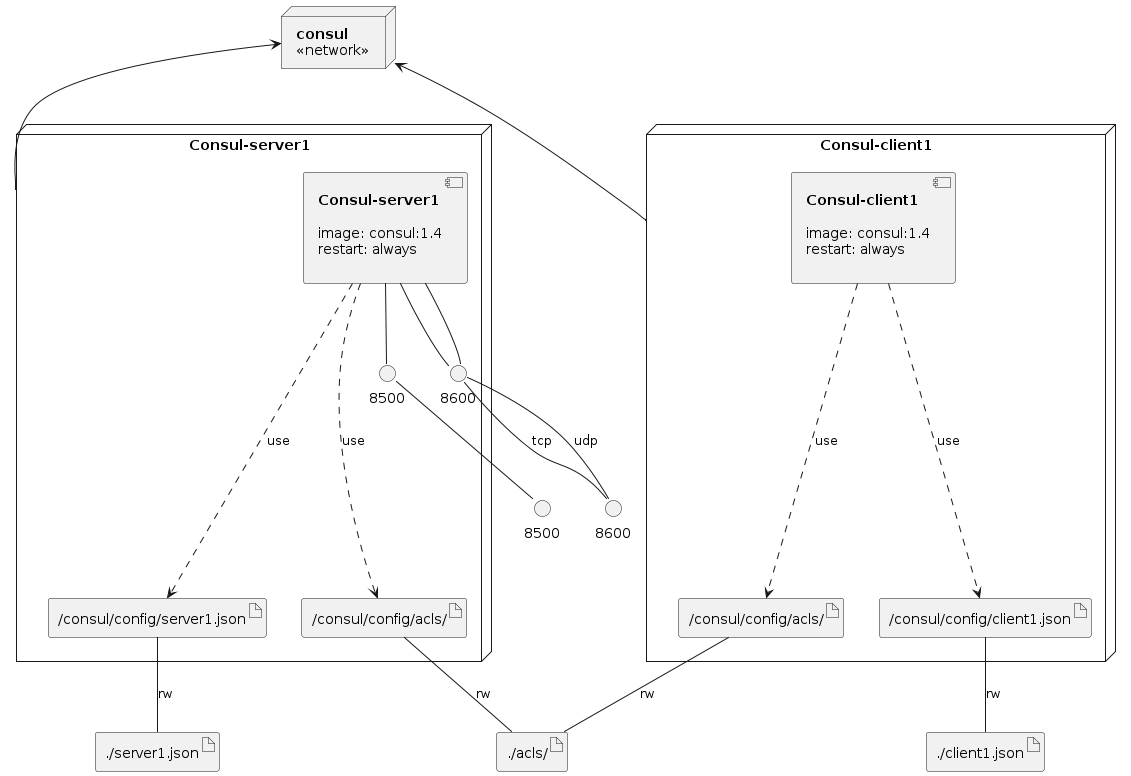 consul
«network»
Consul-server1
Consul-client1
Consul-server1
image: consul:1.4
restart: always
Consul-client1
image: consul:1.4
restart: always
8500
8600
use
use
tcp
udp
use
use
8500
8600
/consul/config/server1.json
/consul/config/acls/
/consul/config/acls/
/consul/config/client1.json
rw
rw
rw
rw
./server1.json
./acls/
./client1.json